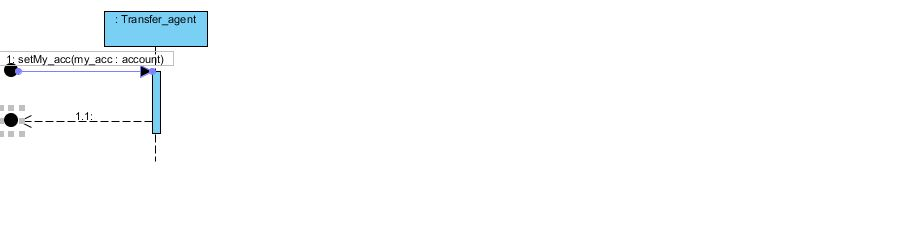 : Transfer_agent
1: setMy_acc(my_acc : account)
1.1: